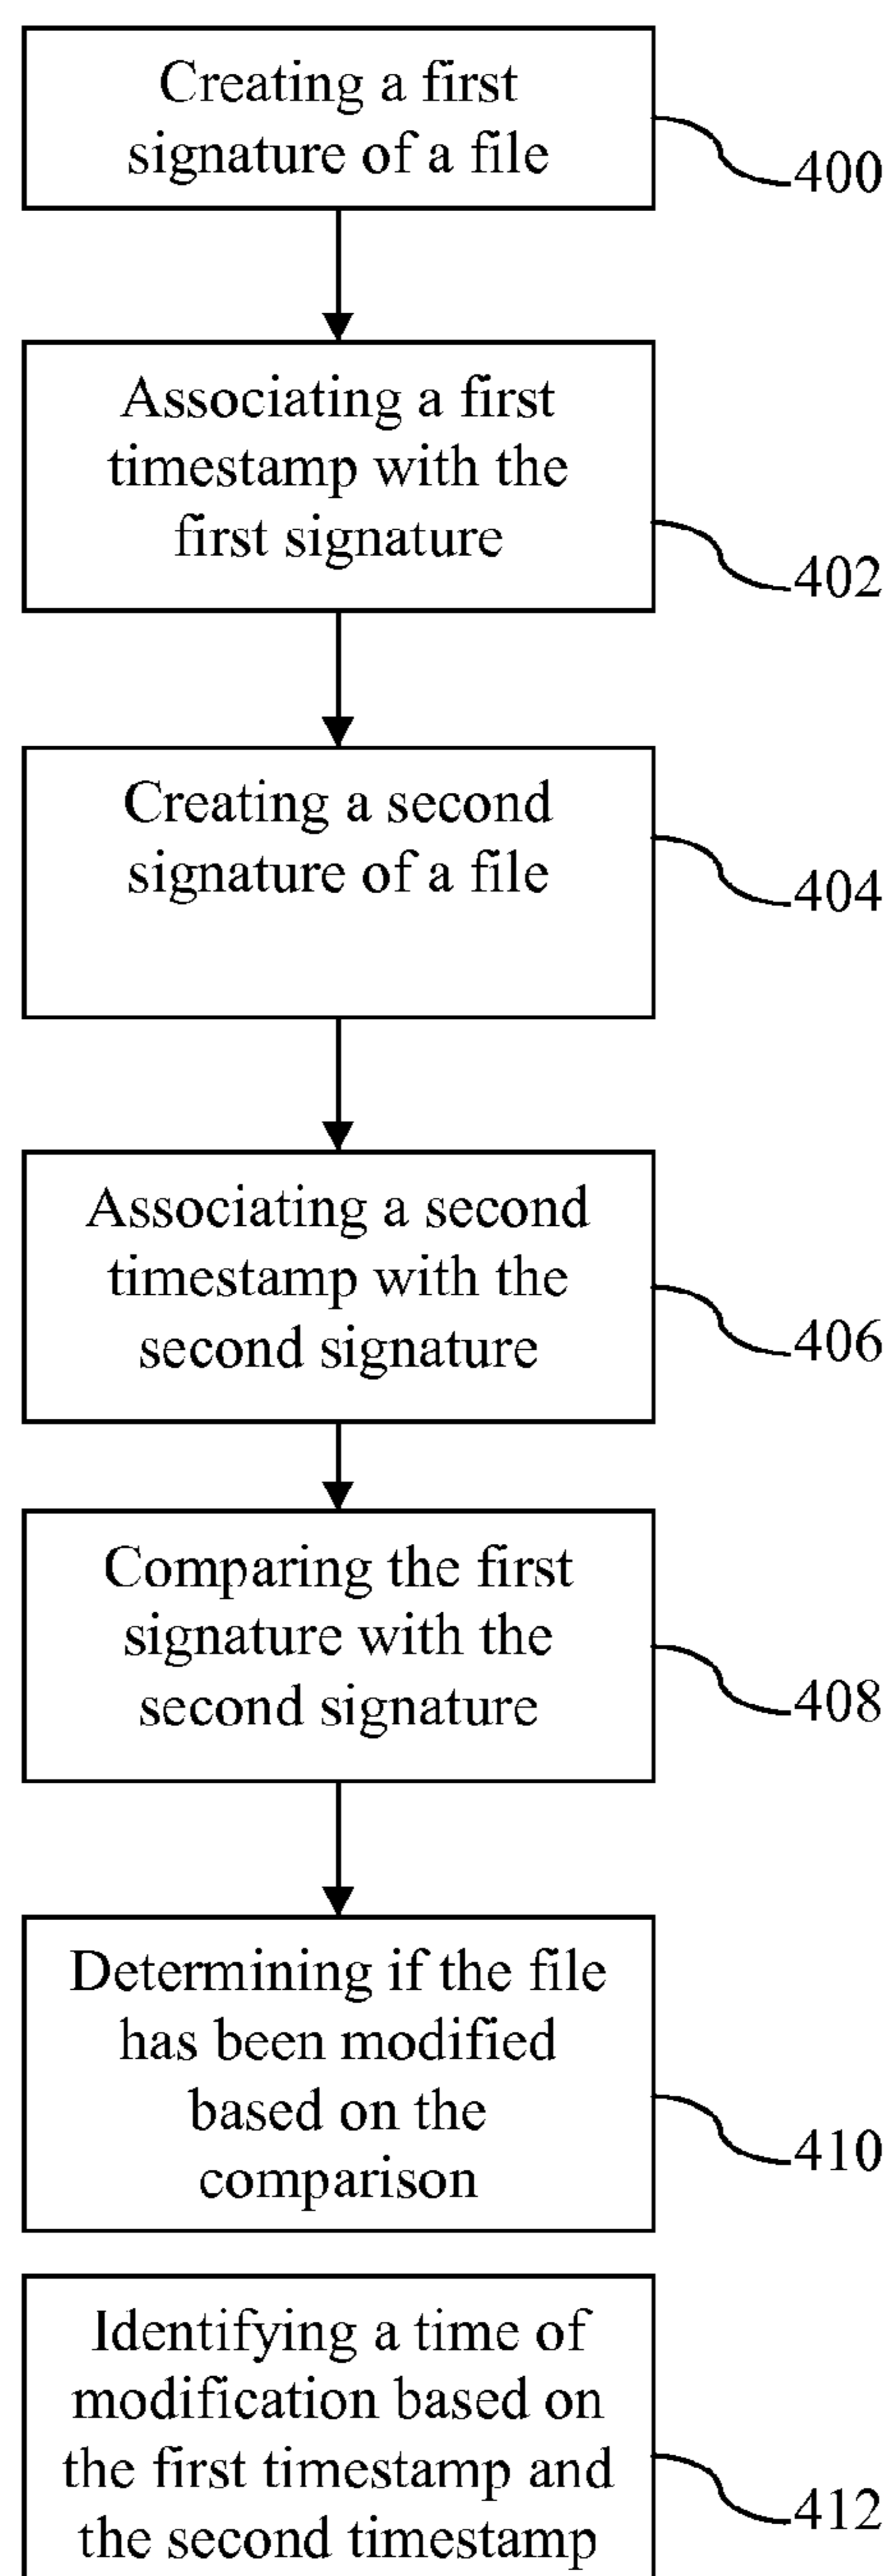 Creating a first
signature of a file
400
Associating a first
timestamp with the
first signature
402
Creating a second
signature of a file
404
Associating a second
timestamp with the
second signature
406
Comparing the first
signature with the
second signature
408
Determining if the file
has been modified
based on the
comparison
410
Identifying a time of
modification based on
the first timestamp and
the second timestamp
412